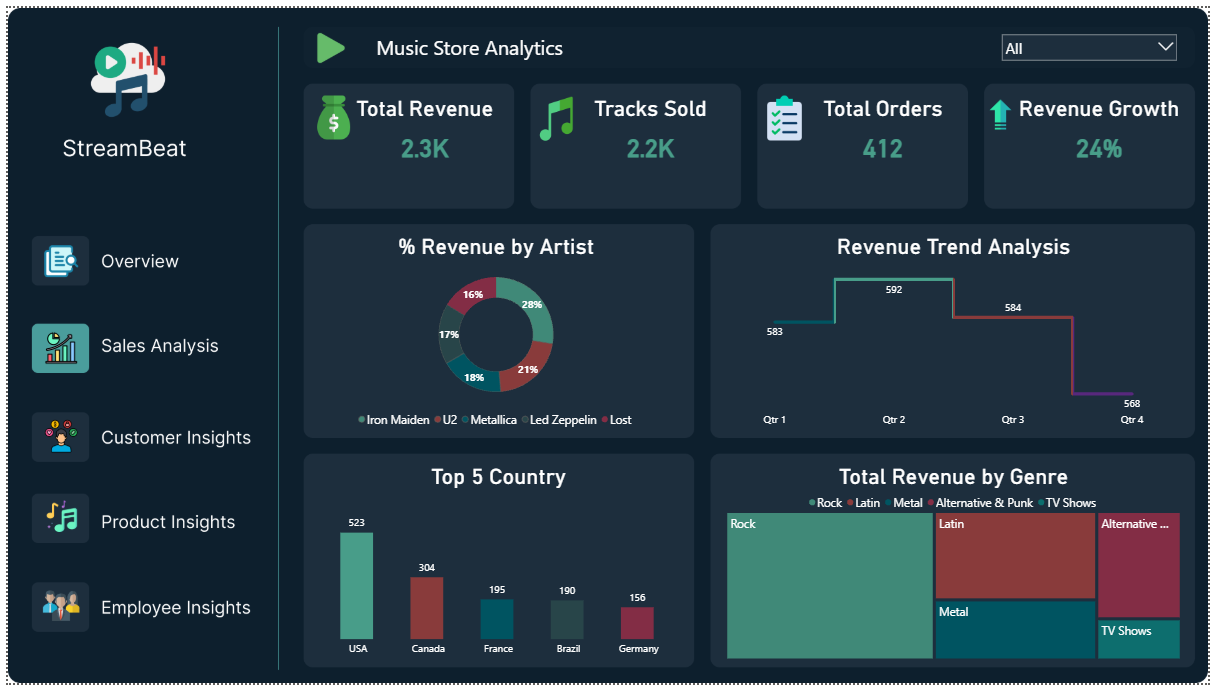 StreamBeat
Overview
Sales Analysis
Customer Insights
Product Insights
Employee Insights
Music Store Analytics
All
Total Revenue
2.3K
Tracks Sold
2.2K
Total Orders
412
Revenue Growth
24%
% Revenue by Artist
16%
28%
17%
18%
21%
Iron Maiden U2 Metallica Led Zeppelin Lost
Revenue Trend Analysis
583
592
584
568
Qtr 1 Qtr 2 Qtr 3 Qtr 4
Top 5 Country
523
304
195
190
156
USA Canada France Brazil Germany
Total Revenue by Genre
Rock Latin Metal Alternative & Punk TV Shows
Rock
Latin
Alternative ...
Metal
TV Shows